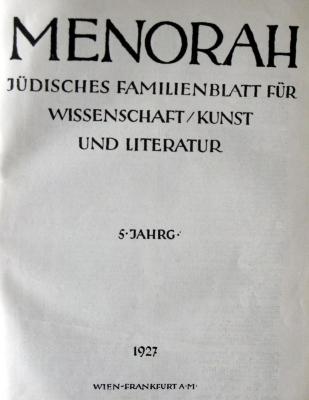 MENORAH
JÜDISCHES FAMILIENBLATT FÜR
WISSENSCHAFT/KUNST
UND LITERATUR
5·JAHRG·
1927
WIEN-FRANKFURT A·M·